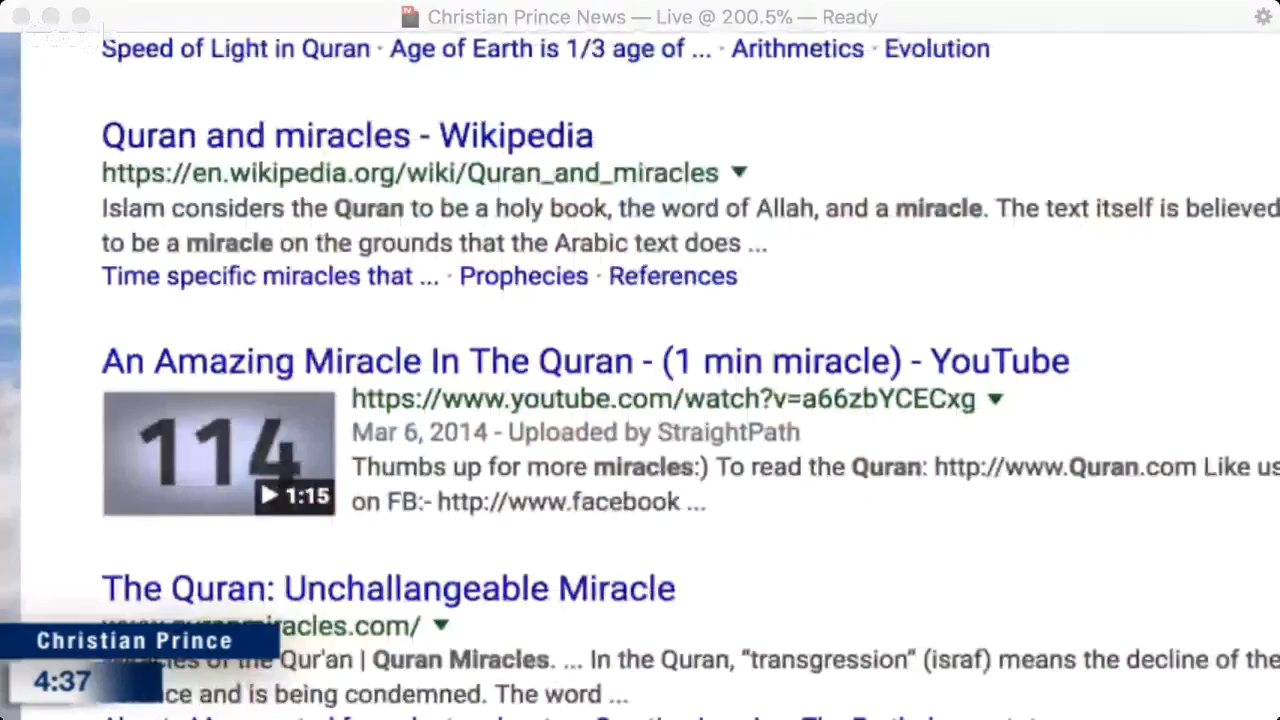 Christian Prince News — Live @ 200.5% — Ready
Google
Speed of Light in Quran · Age of Earth is 1/3 age of ... · Arithmetics · Evolution
Quran and miracles - Wikipedia
https://en.wikipedia.org/wiki/Quran_and_miracles
Islam considers the Quran to be a holy book, the word of Allah, and a miracle. The text itself is believed
to be a miracle on the grounds that the Arabic text does ...
Time specific miracles that ... · Prophecies · References
An Amazing Miracle In The Quran - (1 min miracle) - YouTube
114
1:15
https://www.youtube.com/watch?v=a66zbYCECxg
Mar 6, 2014 - Uploaded by StraightPath
Thumbs up for more miracles:) To read the Quran: http://www.Quran.com Like us
on FB:- http://www.facebook ...
The Quran: Unchallangeable Miracle
racles.com/
Christian Prince
Qur'an | Quran Miracles. ... In the Quran, "transgression" (israf) means the decline of the
4:37
ce and is being condemned. The word ...